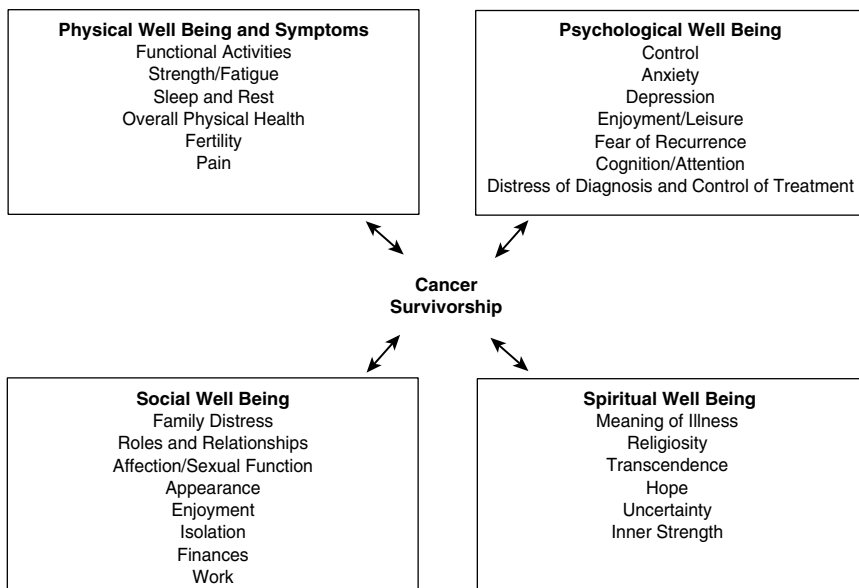 Physical Well Being and Symptoms
Functional Activities
Strength/Fatigue
Sleep and Rest
Overall Physical Health
Fertility
Pain
Psychological Well Being
Control
Anxiety
Depression
Enjoyment/Leisure
Fear of Recurrence
Cognition/Attention
Distress of Diagnosis and Control of Treatment
Cancer
Survivorship
Social Well Being
Family Distress
Roles and Relationships
Affection/Sexual Function
Appearance
Enjoyment
Isolation
Finances
Work
Spiritual Well Being
Meaning of Illness
Religiosity
Transcendence
Hope
Uncertainty
Inner Strength